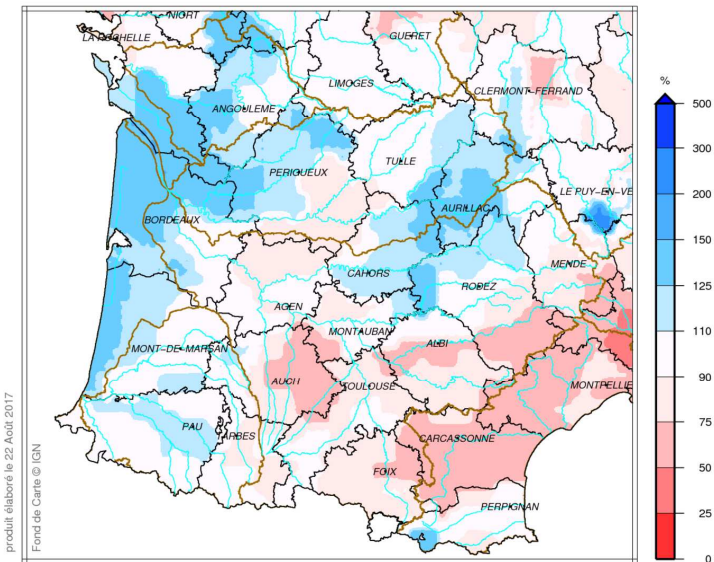 NIORT
LA ROCHELLE
GUERET
LIMOGES
CLERMONT-FERRAND
ANGOULEME
PERIGUEUX
TULLE
AURILLAC
LE PUY-EN-VE
BORDEAUX
CAHORS
RODEZ
MENDE
AGEN
MONTAUBAN
ALBI
MONT-DE-MARSAN
AUCH
TOULOUSE
MONTPELLIE
PAU
TARBES
CARCASSONNE
FOIX
PERPIGNAN
%
500
300
200
150
125
110
90
75
50
25
0
produit élaboré le 22 Août 2017
Fond de Carte © IGN